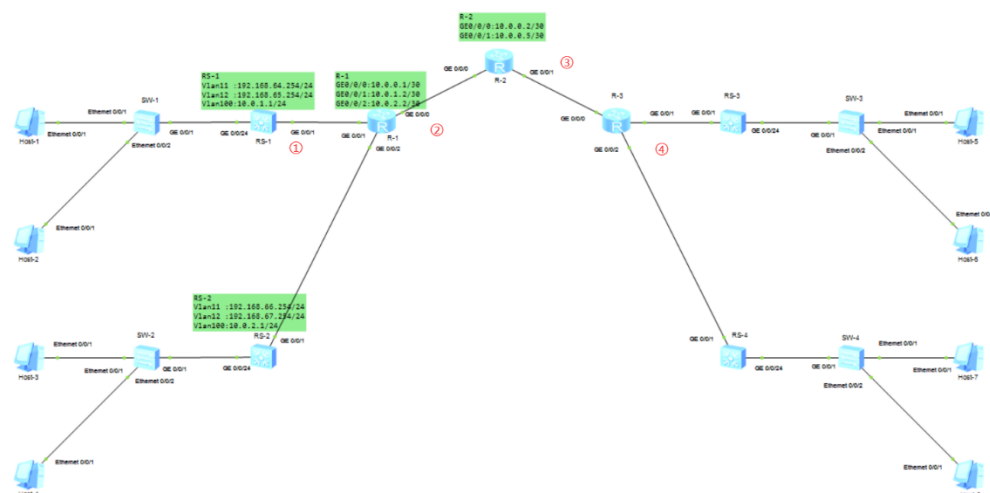 R-2
GE0/0/0:10.0.0.2/30
GE0/0/1:10.0.0.5/30
GE 0/0/0
R-2
GE 0/0/1
③
RS-1
Vlan11 :192.168.64.254/24
Vlan12 :192.168.65.254/24
Vlan100:10.0.1.1/24
R-1
GE0/0/0:10.0.0.1/30
GE0/0/1:10.0.1.2/30
GE0/0/2:10.0.2.2/30
GE 0/0/0
SW-1
Ethernet 0/0/1
Ethernet 0/0/1
Host-1
GE 0/0/1
GE 0/0/24
RS-1
GE 0/0/1
①
GE 0/0/1
R-1
②
GE 0/0/2
Ethernet 0/0/2
R-3
GE 0/0/0
GE 0/0/1
GE 0/0/2
④
RS-3
GE 0/0/1
GE 0/0/24
SW-3
GE 0/0/1
Ethernet 0/0/1
Ethernet 0/0/1
Host-5
Ethernet 0/0/2
Ethernet 0/0/1
Host-2
Host-6
RS-2
Vlan11 :192.168.66.254/24
Vlan12 :192.168.67.254/24
Vlan100:10.0.2.1/24
RS-2
GE 0/0/1
SW-2
Ethernet 0/0/1
Ethernet 0/0/1
Host-3
GE 0/0/1
GE 0/0/24
Ethernet 0/0/2
Ethernet 0/0/1
RS-4
GE 0/0/1
GE 0/0/24
SW-4
GE 0/0/1
Ethernet 0/0/1
Ethernet 0/0/1
Host-7
Ethernet 0/0/2
Ethernet 0/0/1